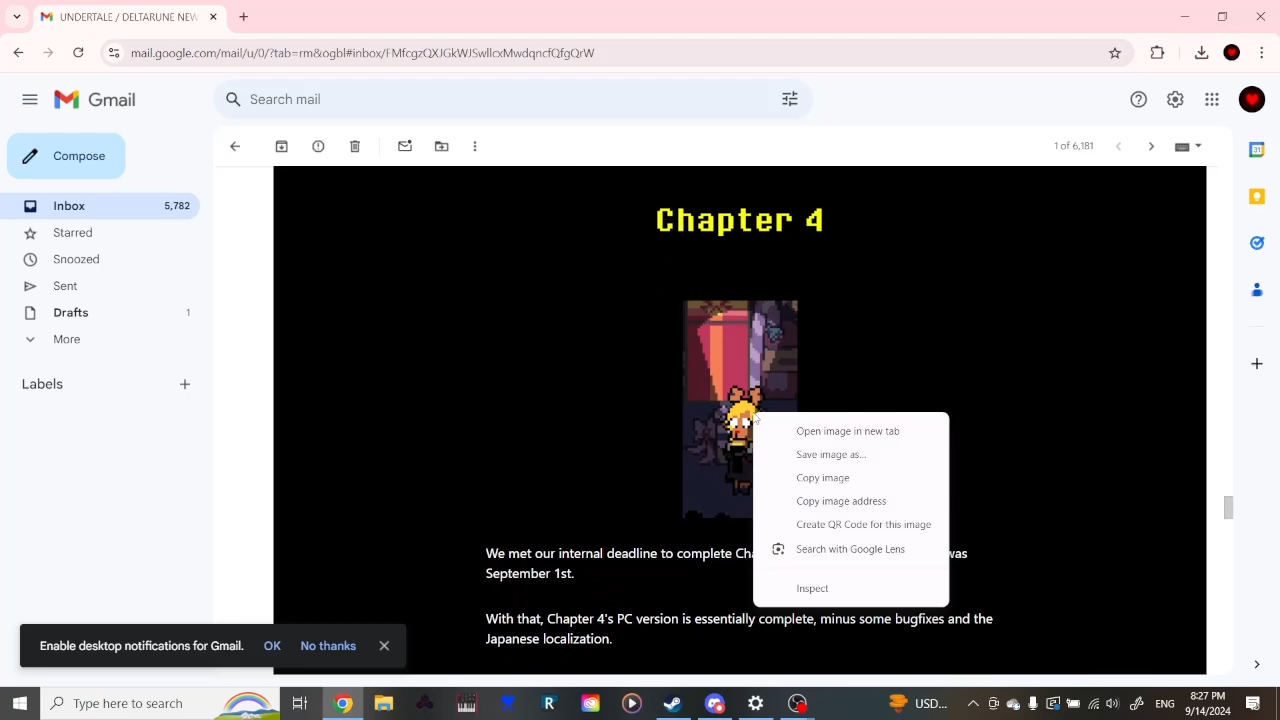 UNDERTALE / DELTARUNE NEW
mail.google.com/mail/u/0/?tab=rm&ogbl#inbox/
Gmail
Search mail
Compose
1 of 6,181
Inbox 5,782
Starred
Snoozed
Sent
Drafts 1
More
Labels
Chapter 4
31
Open image in new tab
Save image as...
Copy image
Copy image address
Create QR Code for this image
Search with Google Lens
Inspect
We met our internal deadline to complete Cha was
September 1st.
With that, Chapter 4's PC version is essentially complete, minus some bugfixes and the
Japanese localization.
Enable desktop notifications for Gmail. OK No thanks
Type here to search
R
USD...
ENG
8:27 PM
9/14/2024